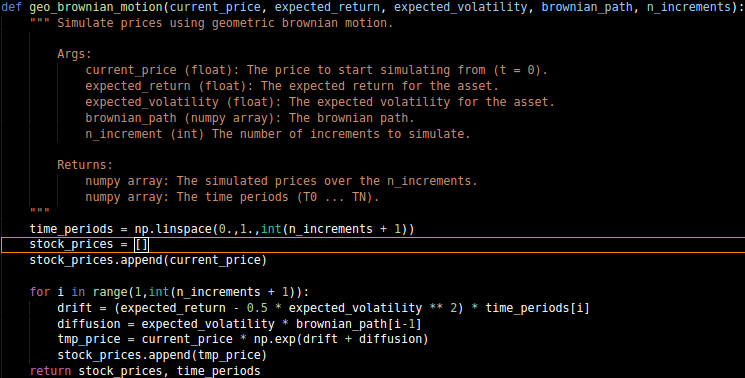 def geo_brownian_motion(current_price, expected_return, expected_volatility, brownian_path, n_increments):
    """ Simulate prices using geometric brownian motion.

        Args:
            current_price (float): The price to start simulating from (t = 0).
            expected_return (float): The expected return for the asset.
            expected_volatility (float): The expected volatility for the asset.
            brownian_path (numpy array): The brownian path.
            n_increment (int) The number of increments to simulate.

        Returns:
            numpy array: The simulated prices over the n_increments.
            numpy array: The time periods (T0 ... TN).
    """
    time_periods = np.linspace(0.,1.,int(n_increments + 1))
    stock_prices = []
    stock_prices.append(current_price)

    for i in range(1,int(n_increments + 1)):
        drift = (expected_return - 0.5 * expected_volatility ** 2) * time_periods[i]
        diffusion = expected_volatility * brownian_path[i-1]
        tmp_price = current_price * np.exp(drift + diffusion)
        stock_prices.append(tmp_price)
    return stock_prices, time_periods